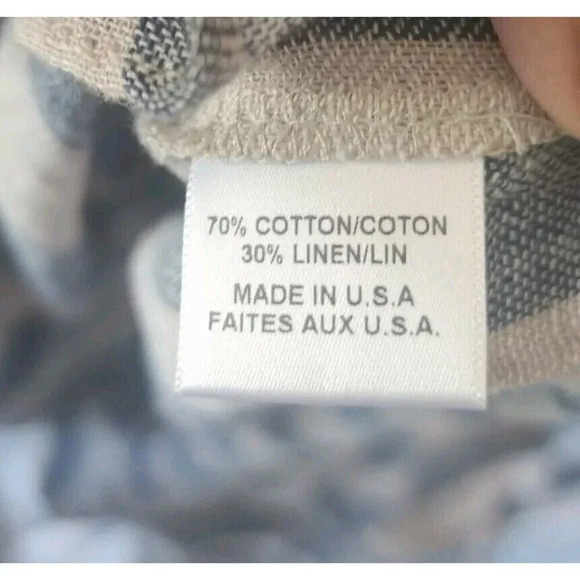 70% COTTON/COTON
30% LINEN/LIN
MADE IN U.S.A
FAITES AUX U.S.A.